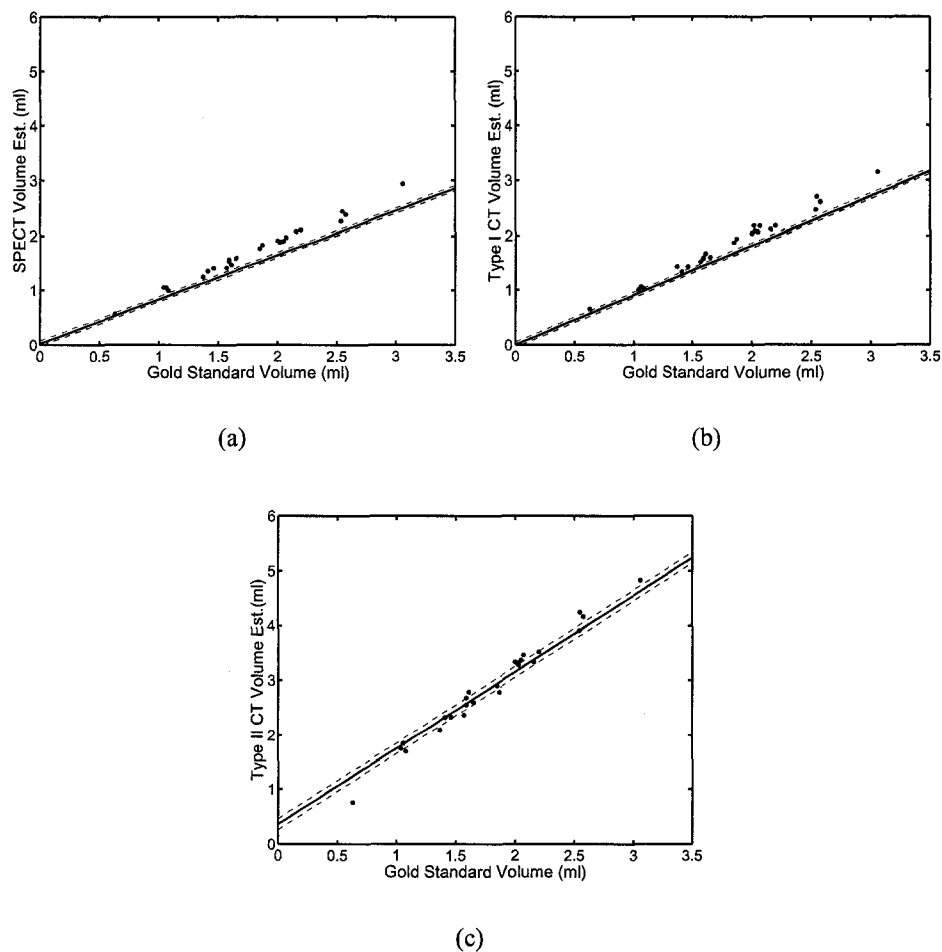 6
5
4
3
2
1
0
SPECT Volume Est. (ml)
0 0.5 1 1.5 2 2.5 3 3.5
Gold Standard Volume (ml)
(a)
6
5
4
3
2
1
0
Type I CT Volume Est. (ml)
0 0.5 1 1.5 2 2.5 3 3.5
Gold Standard Volume (ml)
(b)
6
5
4
3
2
1
0
Type II CT Volume Est.(ml)
0 0.5 1 1.5 2 2.5 3 3.5
Gold Standard Volume (ml)
(c)